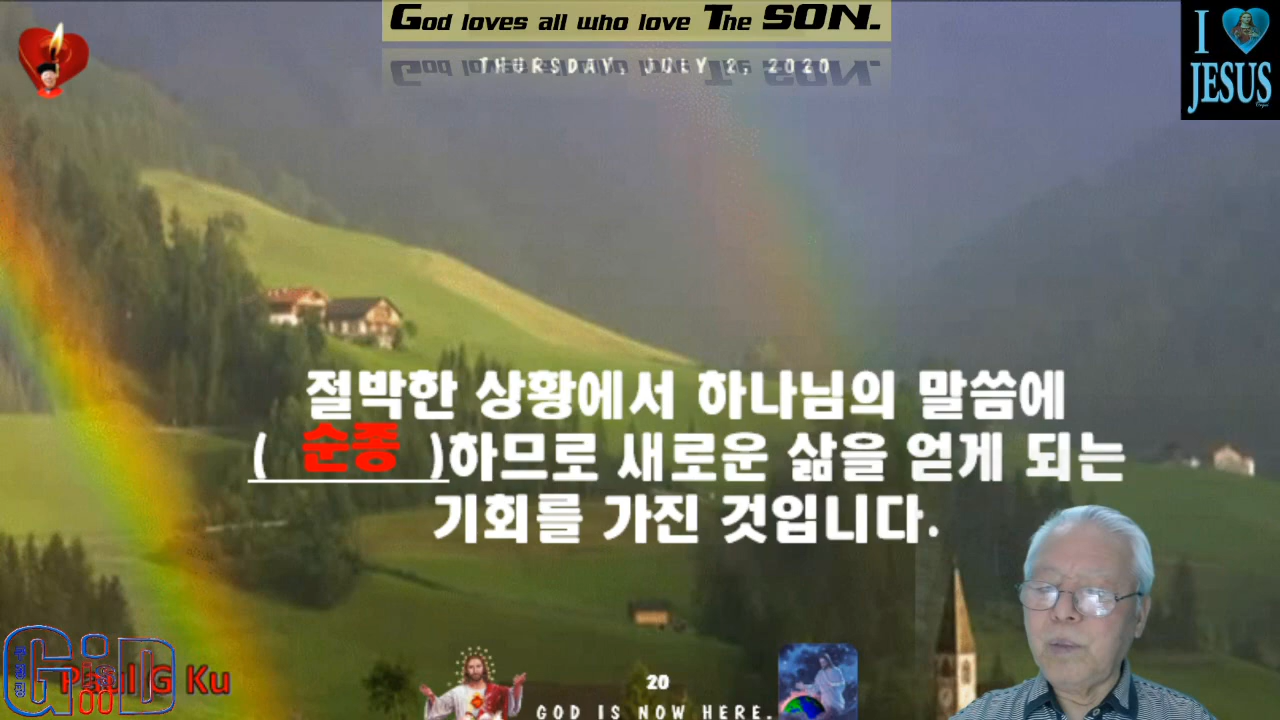 God loves all who love The SON.
THURSDAY, JULY 2, 2020
I
JESUS
절박한 상황에서 하나님의 말씀에
( 순종 )하므로 새로운 삶을 얻게 되는
기회를 가진 것입니다.
GiD
Phil G Ku
20
GOD IS NOW HERE.